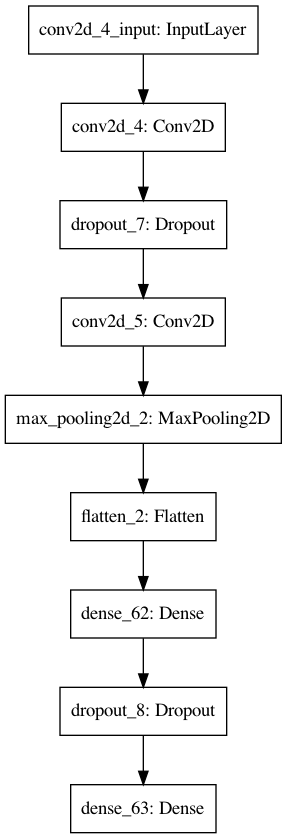 conv2d_4_input: InputLayer
conv2d_4: Conv2D
dropout_7: Dropout
conv2d_5: Conv2D
max_pooling2d_2: MaxPooling2D
flatten_2: Flatten
dense_62: Dense
dropout_8: Dropout
dense_63: Dense